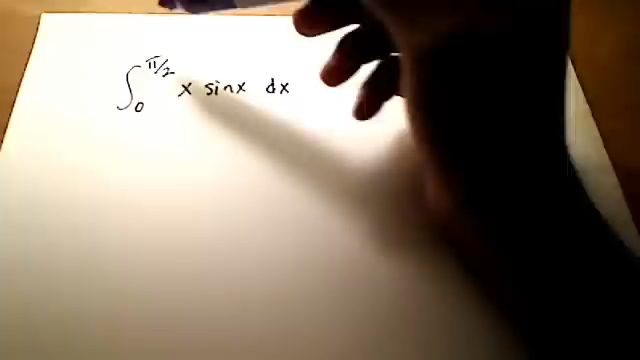 ∫₀^π/2 x sinx dx